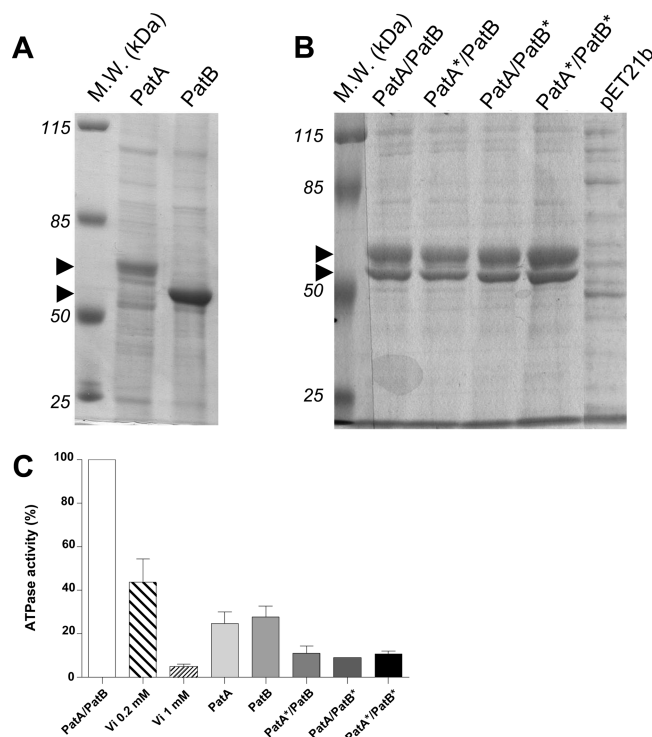 A
M.W. (kDa)
PatA
PatB
115
85
50
25
B
M.W. (kDa)
PatA/PatB
PatA*/PatB
PatA/PatB*
PatA*/PatB*
pET21b
115
85
50
25
C
ATPase activity (%)
100
80
60
40
20
0
PatA/PatB
Vi 0.2 mM
Vi 1 mM
PatA
PatB
PatA*/PatB
PatA/PatB*
PatA*/PatB*